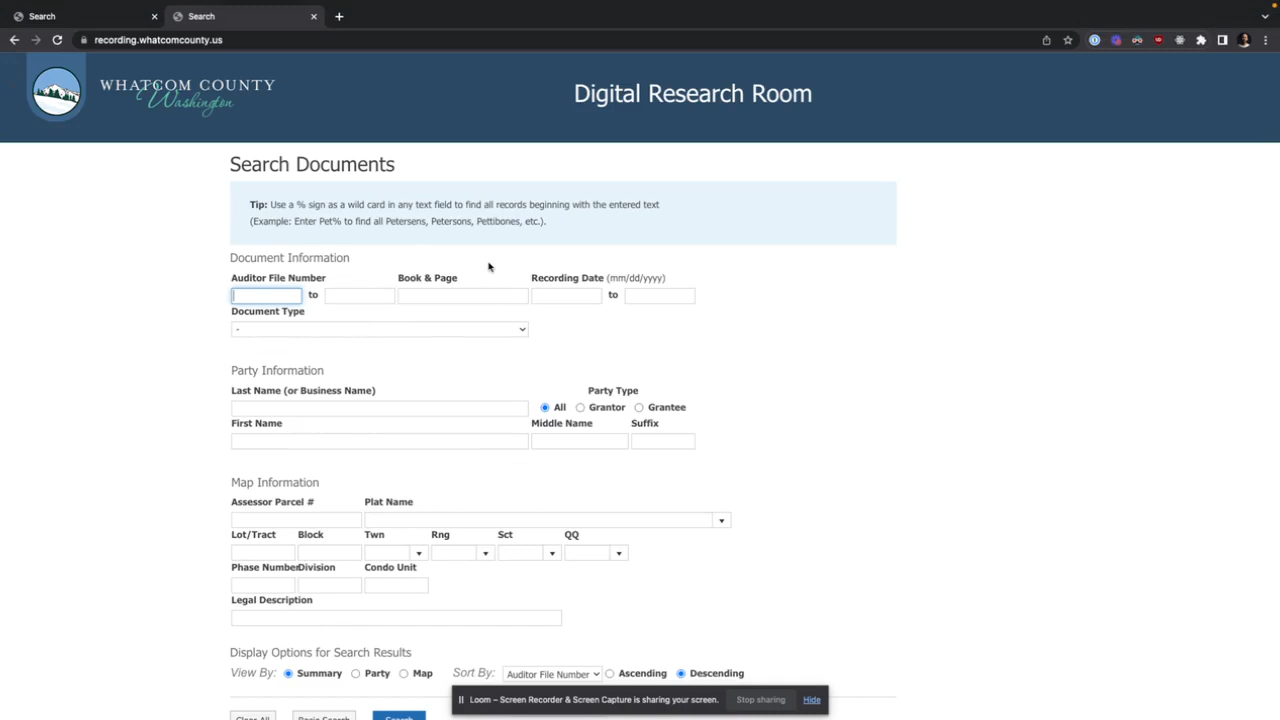 Search
Search
recording.whatcomcounty.us
WHATCOM COUNTY
Washington
Digital Research Room
Search Documents
Tip: Use a % sign as a wild card in any text field to find all records beginning with the entered text
(Example: Enter Pet% to find all Petersens, Petersons, Pettibones, etc.).
Document Information
Auditor File Number Book & Page Recording Date (mm/dd/yyyy)
to to
Document Type
-
Party Information
Last Name (or Business Name) Party Type
All Grantor Grantee
First Name Middle Name Suffix
Map Information
Assessor Parcel # Plat Name
Lot/Tract Block Twn Rng Sct QQ
Phase Number Division Condo Unit
Legal Description
Display Options for Search Results
View By: Summary Party Map Sort By: Auditor File Number Ascending Descending
Loom – Screen Recorder & Screen Capture is sharing your screen. Stop sharing Hide
Clear All Basic Search Search